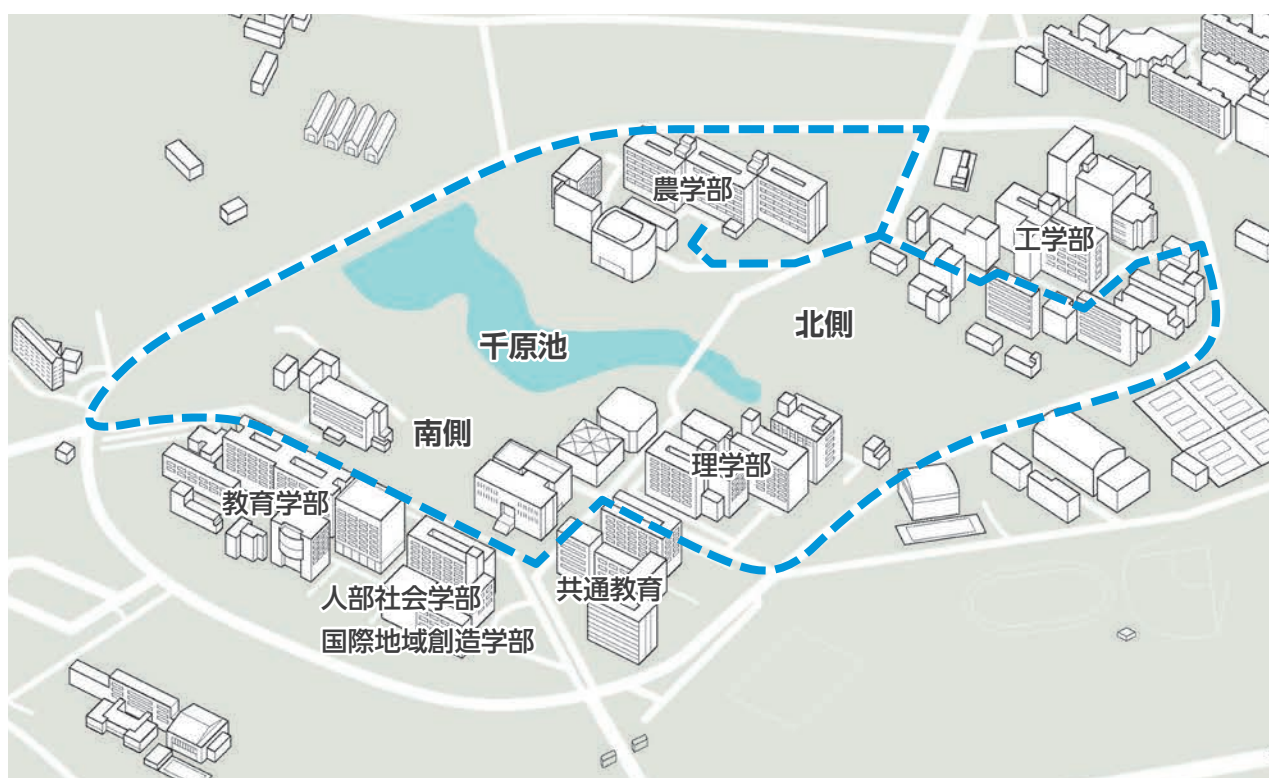 農学部
工学部
北側
千原池
南側
理学部
教育学部
共通教育
人部社会学部
国際地域創造学部